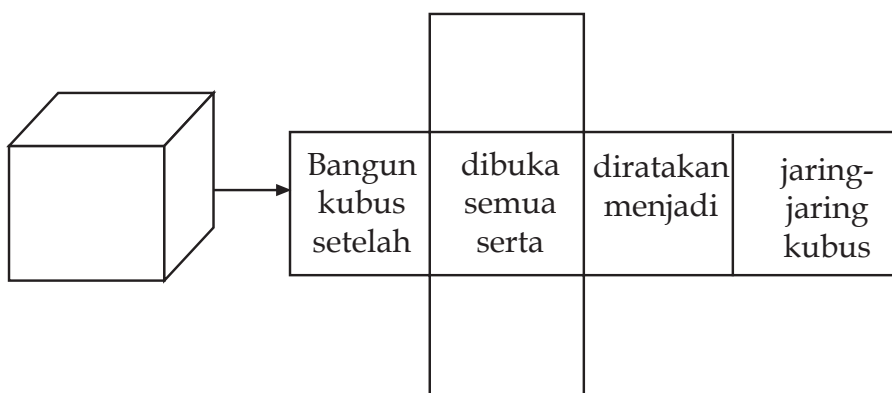 Bangun
kubus
setelah
dibuka
semua
serta
diratakan
menjadi
jaring-
jaring
kubus